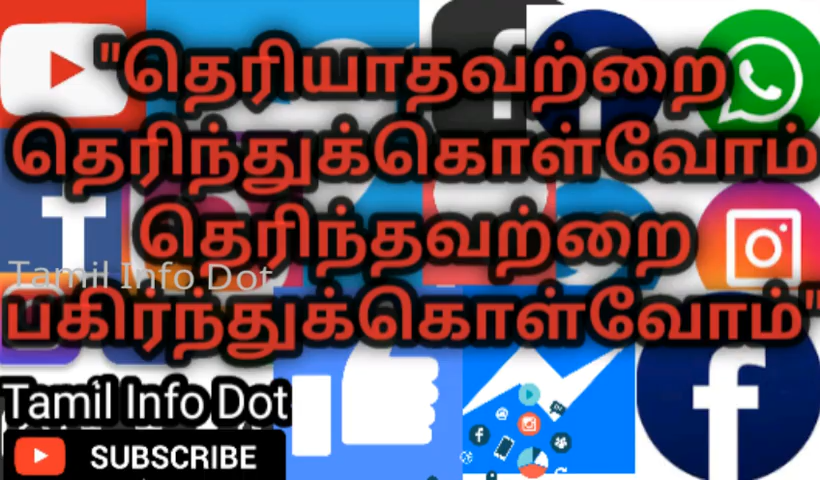 "தெரியாதவற்றை
தெரிந்துக்கொள்வோம்
தெரிந்தவற்றை
Tamil Info Dot
பகிர்ந்துக்கொள்வோம்"
Tamil Info Dot
SUBSCRIBE